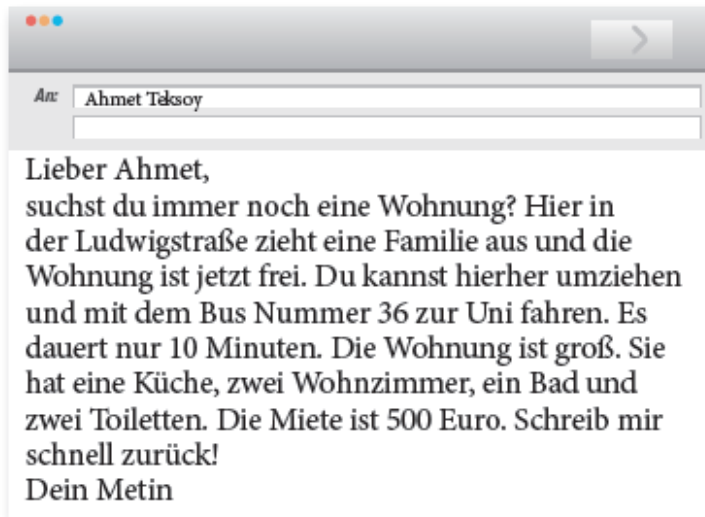 An: Ahmet Teksoy
Lieber Ahmet,
suchst du immer noch eine Wohnung? Hier in
der Ludwigstraße zieht eine Familie aus und die
Wohnung ist jetzt frei. Du kannst hierher umziehen
und mit dem Bus Nummer 36 zur Uni fahren. Es
dauert nur 10 Minuten. Die Wohnung ist groß. Sie
hat eine Küche, zwei Wohnzimmer, ein Bad und
zwei Toiletten. Die Miete ist 500 Euro. Schreib mir
schnell zurück!
Dein Metin